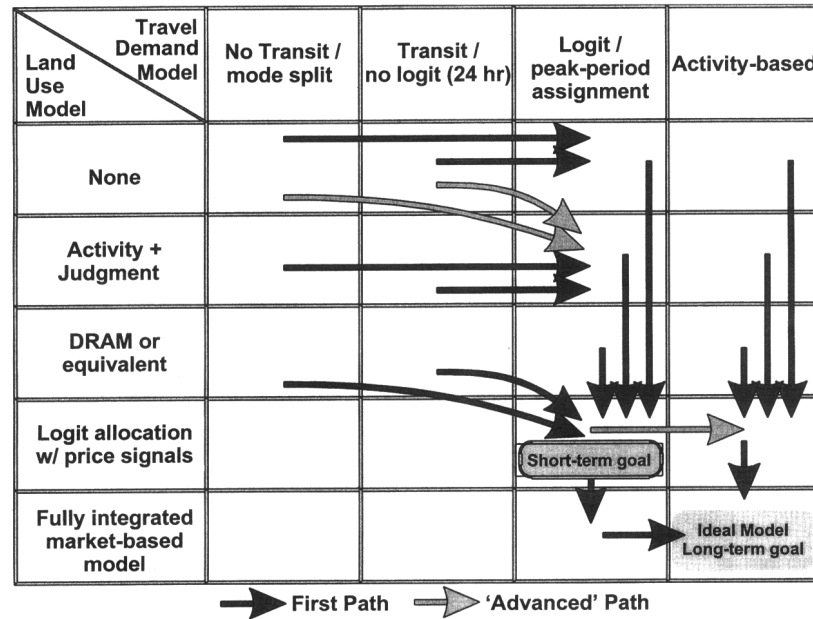 Travel
Demand
Model
Land
Use
Model
No Transit /
mode split
Transit /
no logit (24 hr)
Logit /
peak-period
assignment
Activity-based
None
Activity +
Judgment
DRAM or
equivalent
Logit allocation
w/ price signals
Short-term goal
Fully integrated
market-based
model
Ideal Model
Long-term goal
First Path
'Advanced' Path